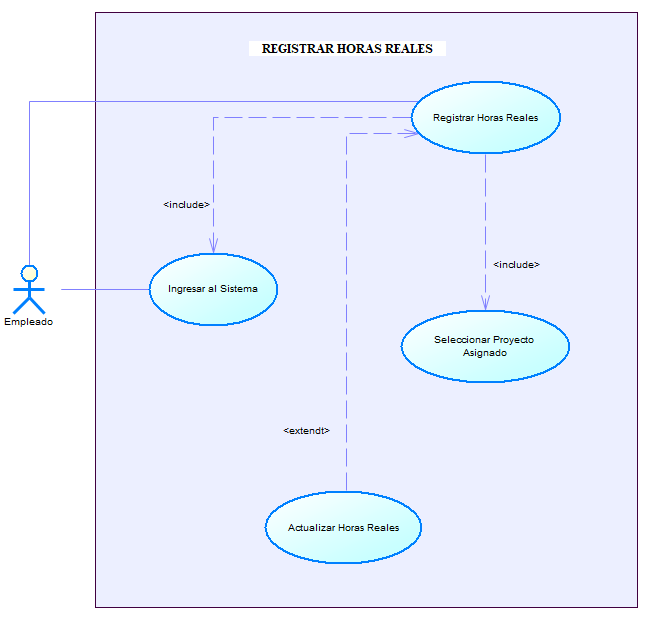 REGISTRAR HORAS REALES
Registrar Horas Reales
<include>
<include>
Ingresar al Sistema
Empleado
Seleccionar Proyecto
Asignado
<extendt>
Actualizar Horas Reales